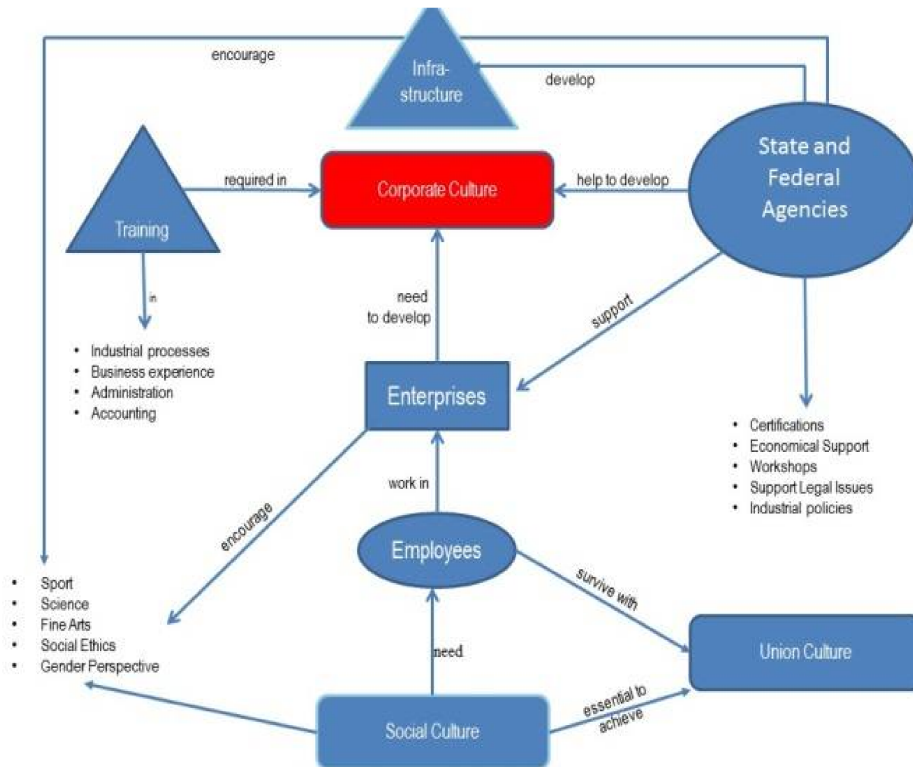 encourage
Infra-
structure
develop
State and
Federal
Agencies
required in
Corporate Culture
help to develop
Training
in
need
to develop
support
• Industrial processes
• Business experience
• Administration
• Accounting
Enterprises
• Certifications
• Economical Support
• Workshops
• Support Legal Issues
• Industrial policies
work in
encourage
Employees
survive with
• Sport
• Science
• Fine Arts
• Social Ethics
• Gender Perspective
need
Union Culture
essential to
achieve
Social Culture